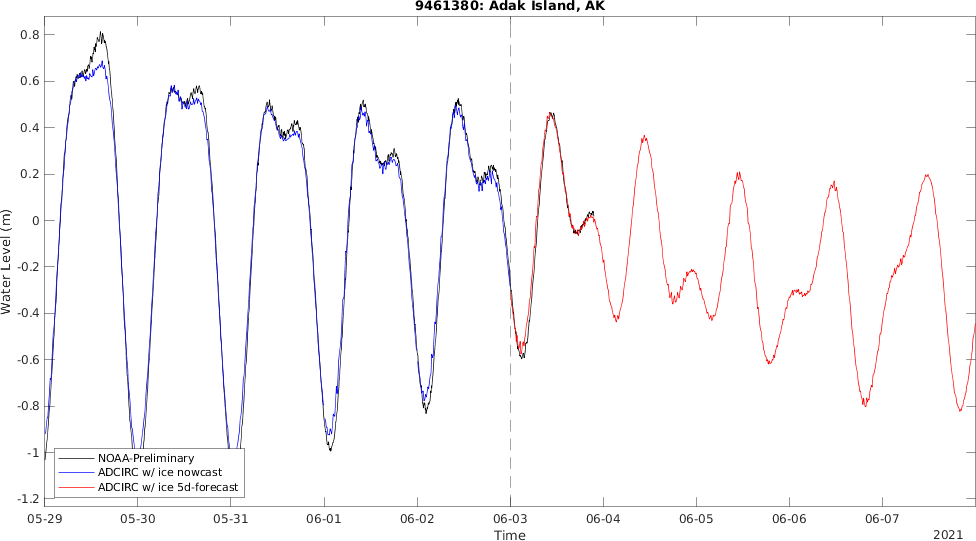 9461380: Adak Island, AK
Water Level (m)
0.8
0.6
0.4
0.2
0
-0.2
-0.4
-0.6
-0.8
-1
-1.2
NOAA-Preliminary
ADCIRC w/ ice nowcast
ADCIRC w/ ice 5d-forecast
05-29 05-30 05-31 06-01 06-02 06-03 06-04 06-05 06-06 06-07
Time
2021